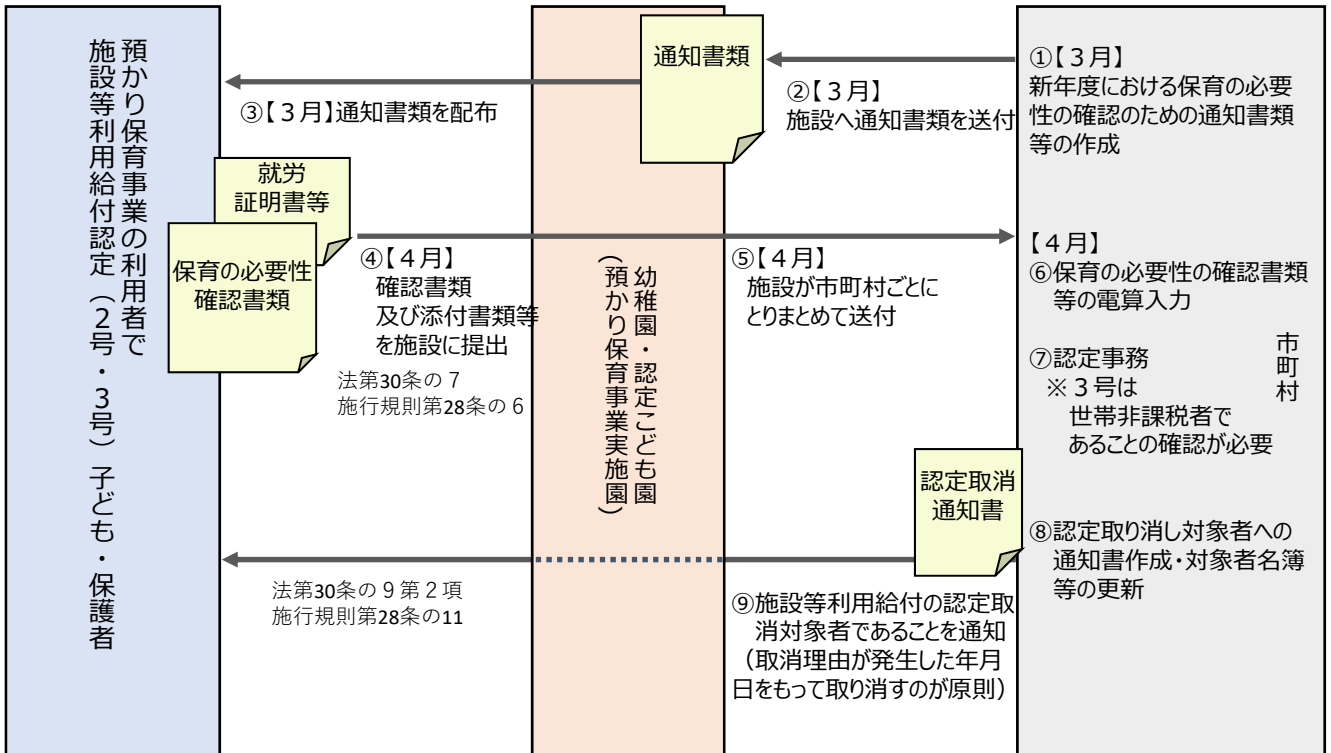 預かり保育事業の利用者で
施設等利用給付認定（２号・３号）子ども・保護者
通知書類
①【３月】
新年度における保育の必要
性の確認のための通知書類
等の作成
②【３月】
施設へ通知書類を送付
③【３月】通知書類を配布
就労
証明書等
保育の必要性
確認書類
④【４月】
確認書類
及び添付書類等
を施設に提出
法第30条の７
施行規則第28条の６
幼稚園・認定こども園
（預かり保育事業実施園）
⑤【４月】
施設が市町村ごとに
とりまとめて送付
【４月】
⑥保育の必要性の確認書類
等の電算入力
⑦認定事務
※３号は
世帯非課税者で
あることの確認が必要
市町村
認定取消
通知書
⑧認定取り消し対象者への
通知書作成・対象者名簿
等の更新
法第30条の９第２項
施行規則第28条の11
⑨施設等利用給付の認定取
消対象者であることを通知
（取消理由が発生した年月
日をもって取り消すのが原則）